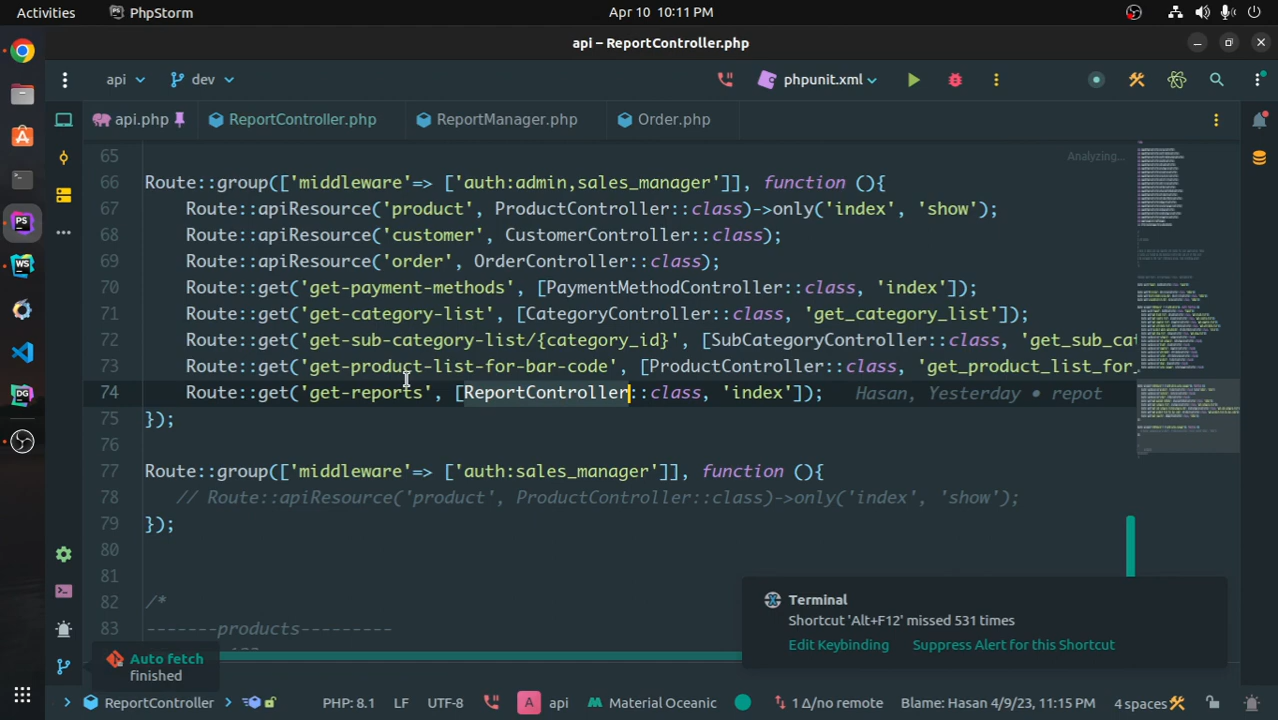 Activities PhpStorm Apr 10 10:11 PM
api – ReportController.php
api dev phpunit.xml
api.php ReportController.php ReportManager.php Order.php
65 Analyzing...
66 Route::group(['middleware'=> ['auth:admin,sales_manager']], function (){
67 Route::apiResource('product', ProductController::class)->only('index', 'show');
68 Route::apiResource('customer', CustomerController::class);
69 Route::apiResource('order', OrderController::class);
70 Route::get('get-payment-methods', [PaymentMethodController::class, 'index']);
71 Route::get('get-category-list', [CategoryController::class, 'get_category_list']);
72 Route::get('get-sub-category-list/{category_id}', [SubCategoryController::class, 'get_sub_cat
73 Route::get('get-product-list-for-bar-code', [ProductController::class, 'get_product_list_for_
74 Route::get('get-reports', [ReportController::class, 'index']); Hasan, Yesterday • repot
75 });
76
77 Route::group(['middleware'=> ['auth:sales_manager']], function (){
78 // Route::apiResource('product', ProductController::class)->only('index', 'show');
79 });
80
81
82 /*
83 -------products---------
Terminal
Shortcut 'Alt+F12' missed 531 times
Edit Keybinding Suppress Alert for this Shortcut
Auto fetch
finished
ReportController PHP: 8.1 LF UTF-8 A api Material Oceanic 1 Δ/no remote Blame: Hasan 4/9/23, 11:15 PM 4 spaces